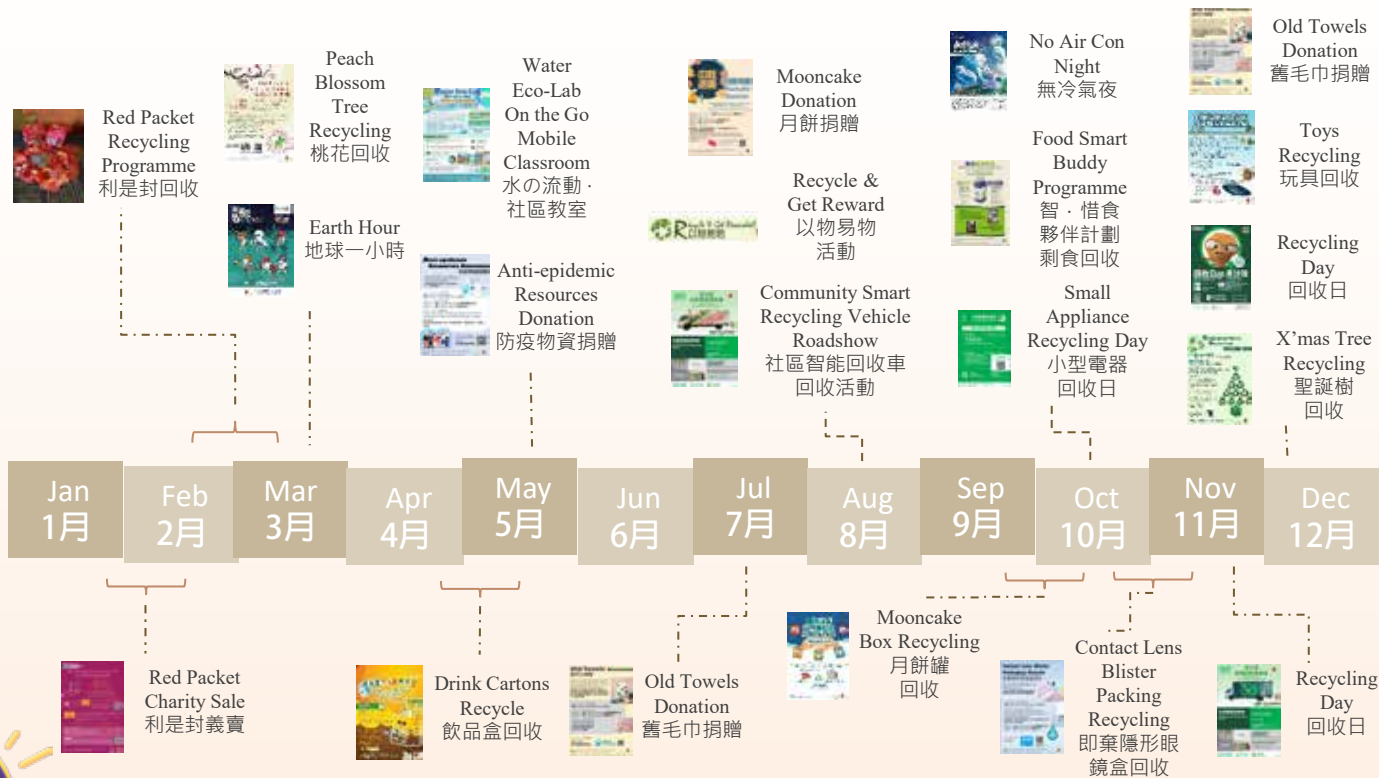 Red Packet
Recycling
Programme
利是封回收
Peach
Blossom
Tree
Recycling
桃花回收
Earth Hour
地球一小時
Water
Eco-Lab
On the Go
Mobile
Classroom
水の流動 ·
社區教室
Anti-epidemic
Resources
Donation
防疫物資捐贈
Mooncake
Donation
月餅捐贈
Recycle &
Get Reward
以物易物
活動
Community Smart
Recycling Vehicle
Roadshow
社區智能回收車
回收活動
No Air Con
Night
無冷氣夜
Food Smart
Buddy
Programme
智 · 惜食
夥伴計劃
剩食回收
Small
Appliance
Recycling Day
小型電器
回收日
Old Towels
Donation
舊毛巾捐贈
Toys
Recycling
玩具回收
Recycling
Day
回收日
X’mas Tree
Recycling
聖誕樹
回收
Jan
1月
Feb
2月
Mar
3月
Apr
4月
May
5月
Jun
6月
Jul
7月
Aug
8月
Sep
9月
Oct
10月
Nov
11月
Dec
12月
Red Packet
Charity Sale
利是封義賣
Drink Cartons
Recycle
飲品盒回收
Old Towels
Donation
舊毛巾捐贈
Mooncake
Box Recycling
月餅罐
回收
Contact Lens
Blister
Packing
Recycling
即棄隱形眼
鏡盒回收
Recycling
Day
回收日